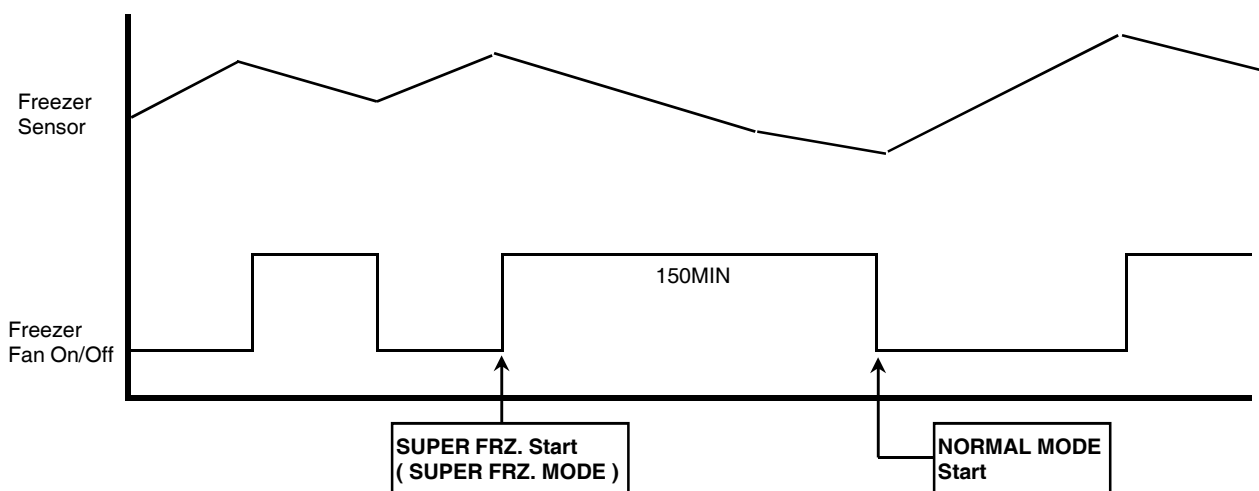 Freezer
Sensor
150MIN
Freezer
Fan On/Off
SUPER FRZ. Start
( SUPER FRZ. MODE )
NORMAL MODE
Start